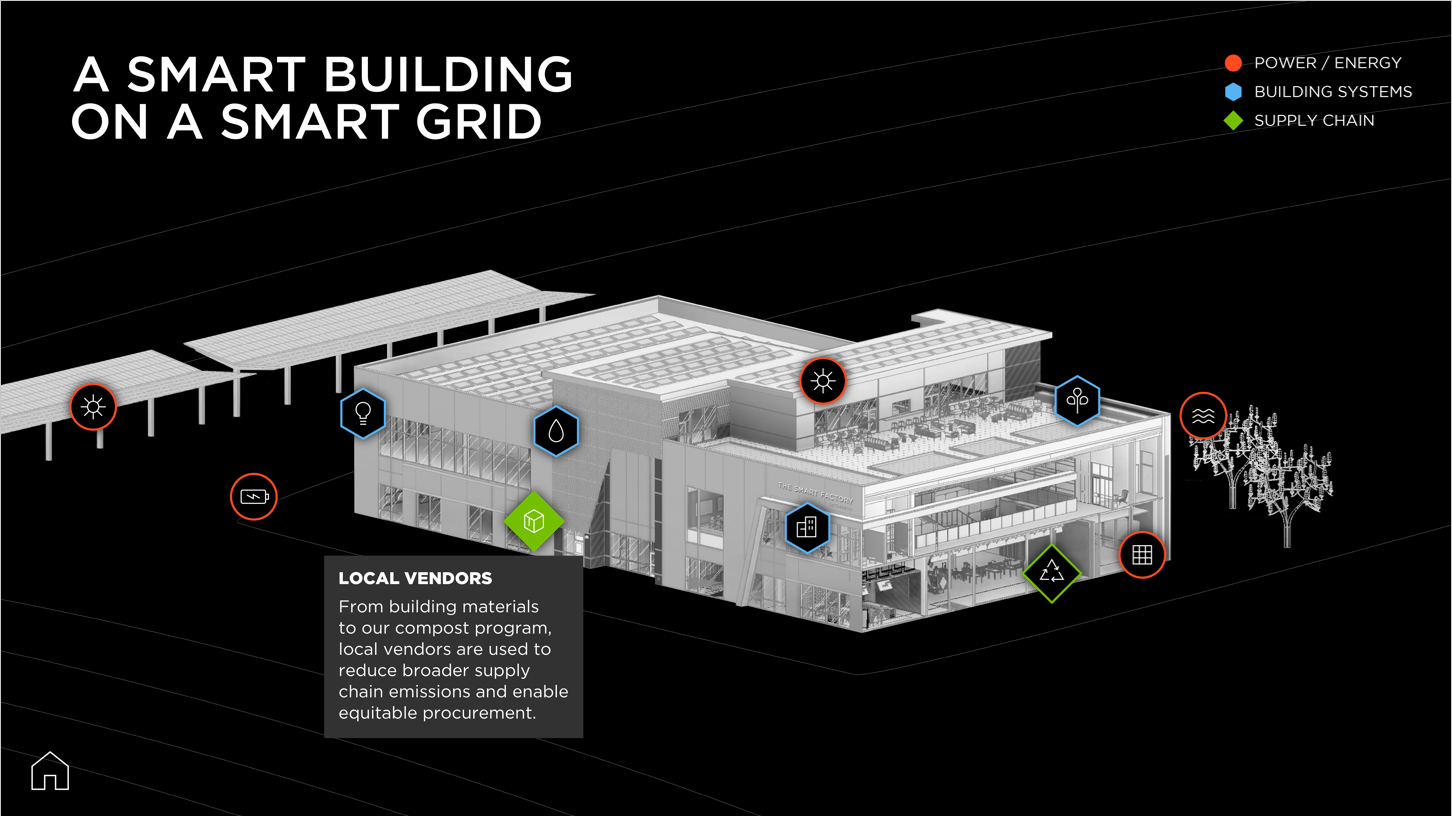 A SMART BUILDING
ON A SMART GRID
POWER / ENERGY
BUILDING SYSTEMS
SUPPLY CHAIN
THE SMART FACTORY
LOCAL VENDORS
From building materials
to our compost program,
local vendors are used to
reduce broader supply
chain emissions and enable
equitable procurement.